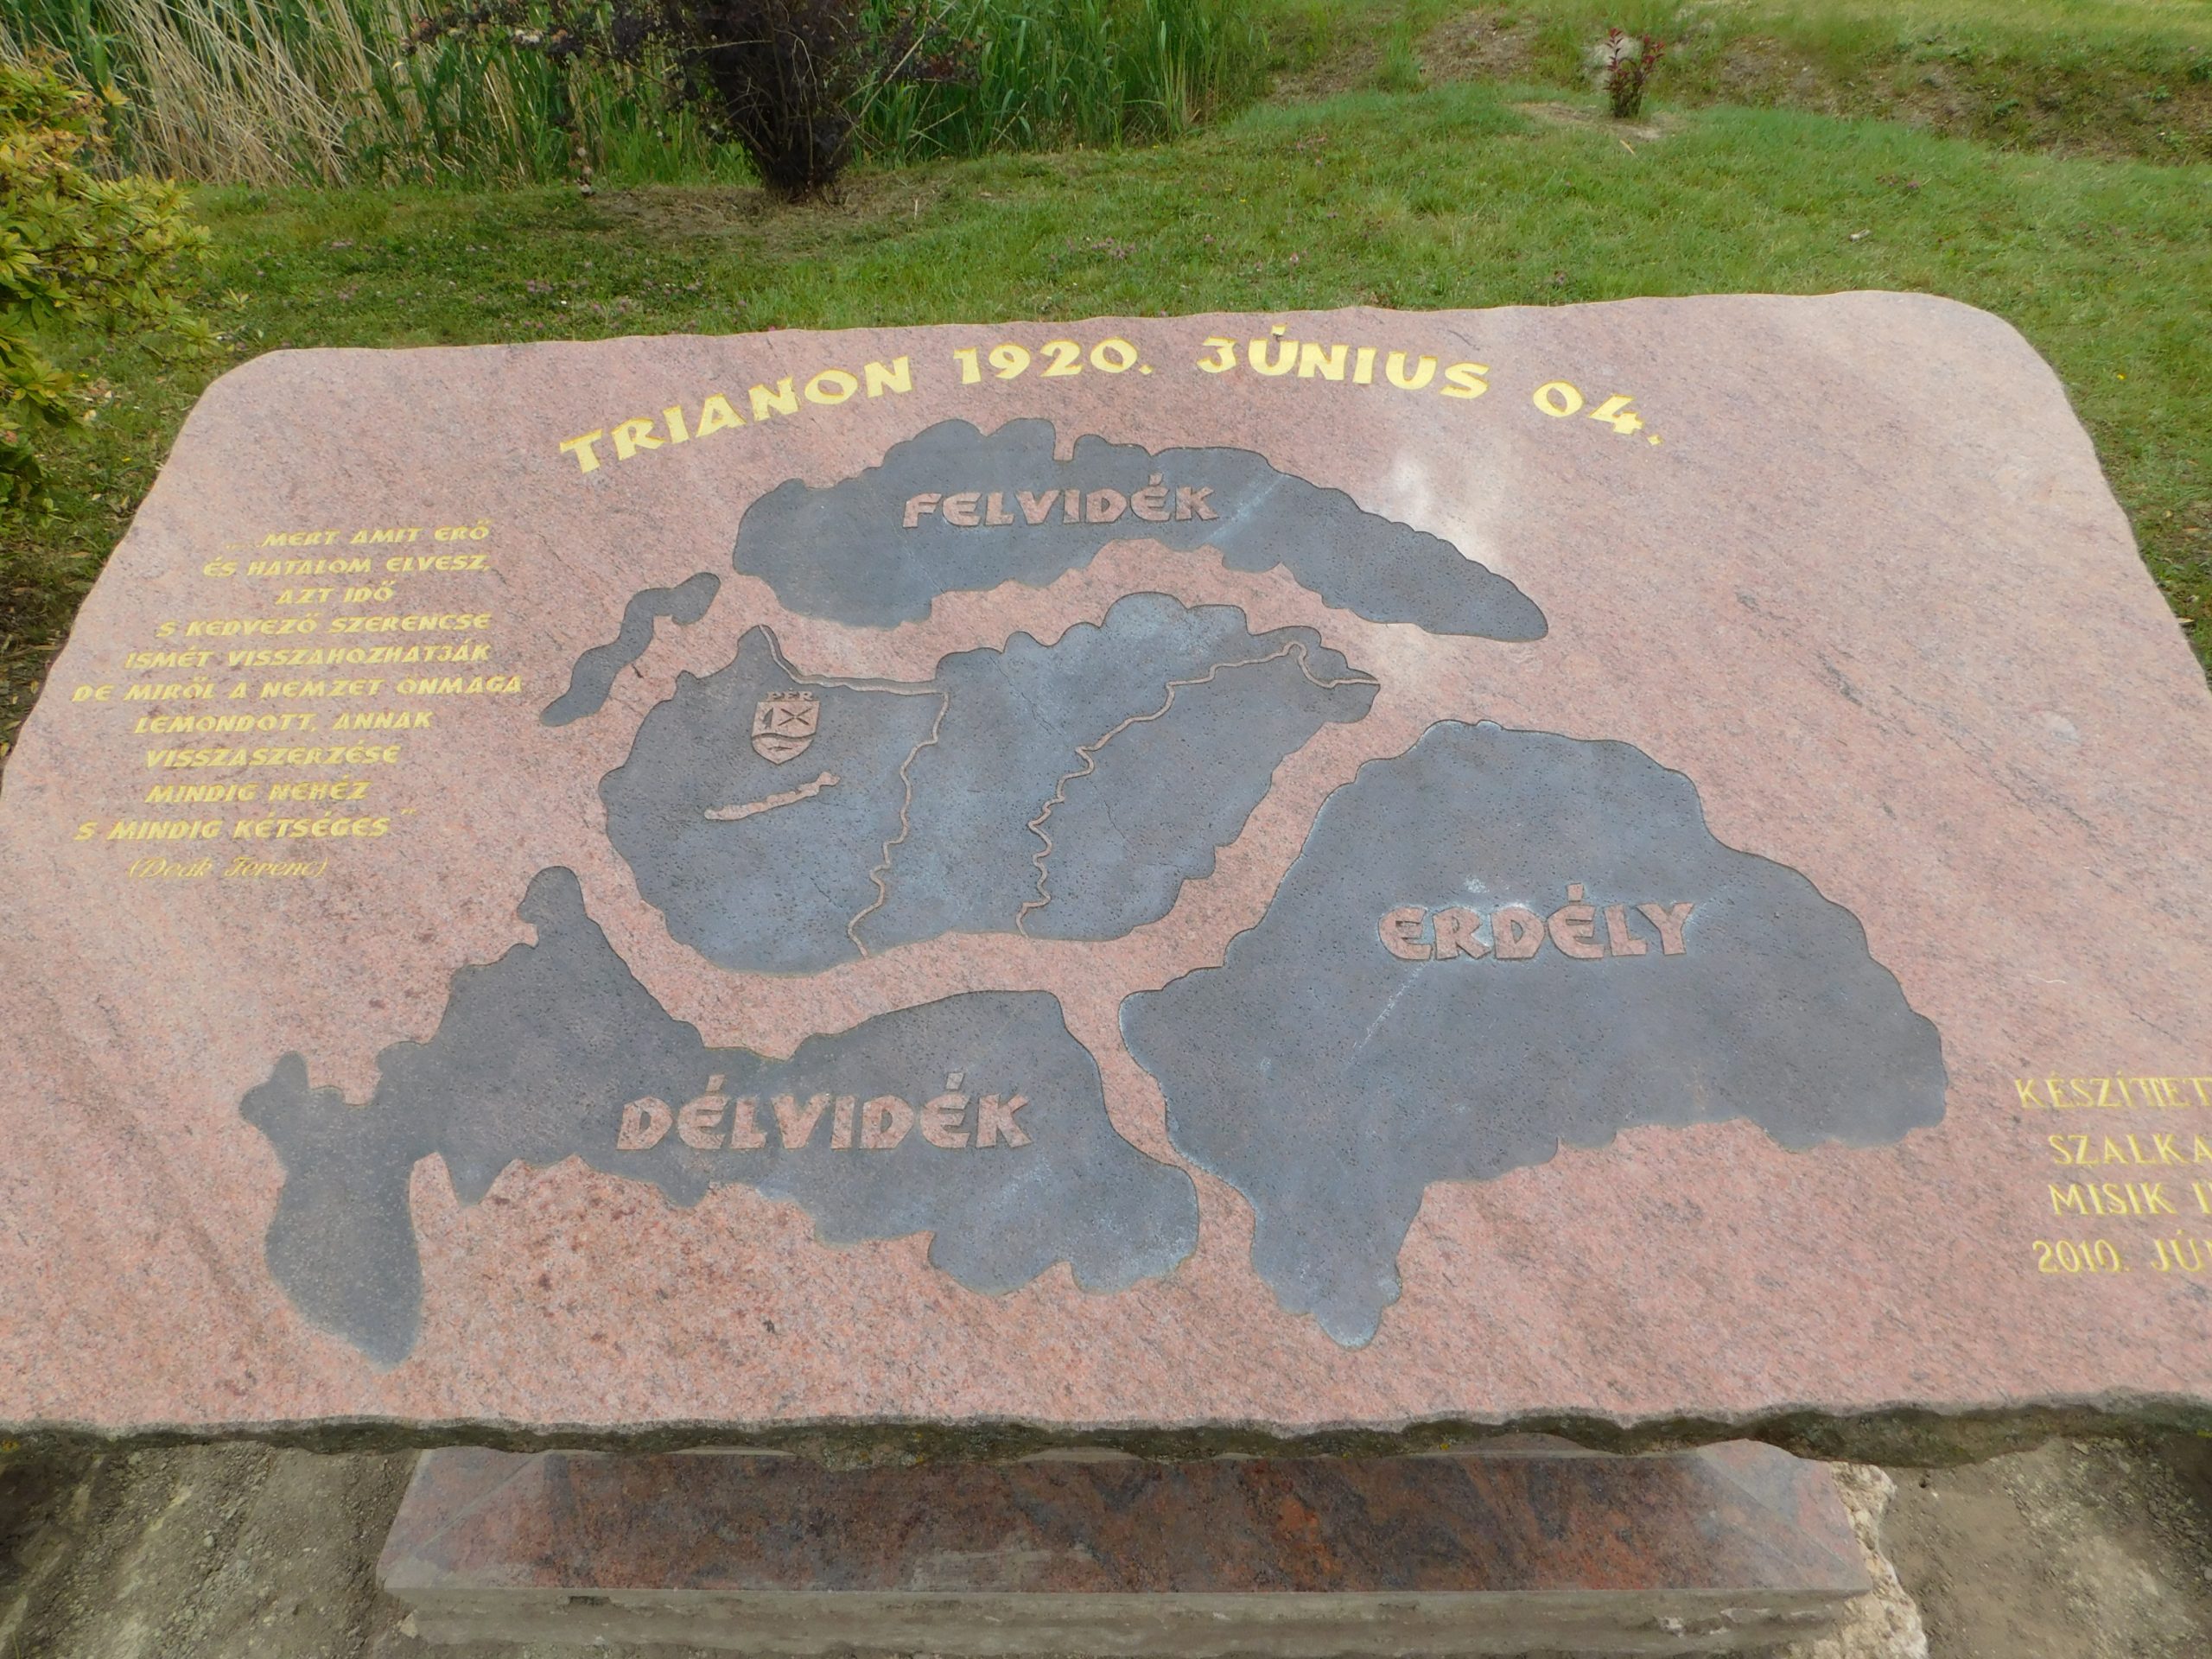 TRIANON 1920. JÚNIUS 04.
"...MERT AMIT ERŐ
ÉS HATALOM ELVESZ,
AZT IDŐ
S KEDVEZŐ SZERENCSE
ISMÉT VISSZAHOZHATJÁK
DE MIRŐL A NEMZET ÖNMAGA
LEMONDOTT, ANNAK
VISSZASZERZÉSE
MINDIG NEHÉZ
S MINDIG KÉTSÉGES"
(Deák Ferenc)
FELVIDÉK
PÉR
ERDÉLY
DÉLVIDÉK
MISIK
2010.